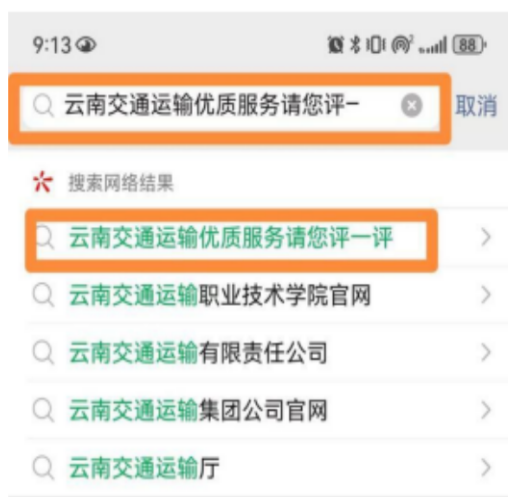 9:13
88
云南交通运输优质服务请您评一
取消
搜索网络结果
云南交通运输优质服务请您评一评
云南交通运输职业技术学院官网
云南交通运输有限责任公司
云南交通运输集团公司官网
云南交通运输厅